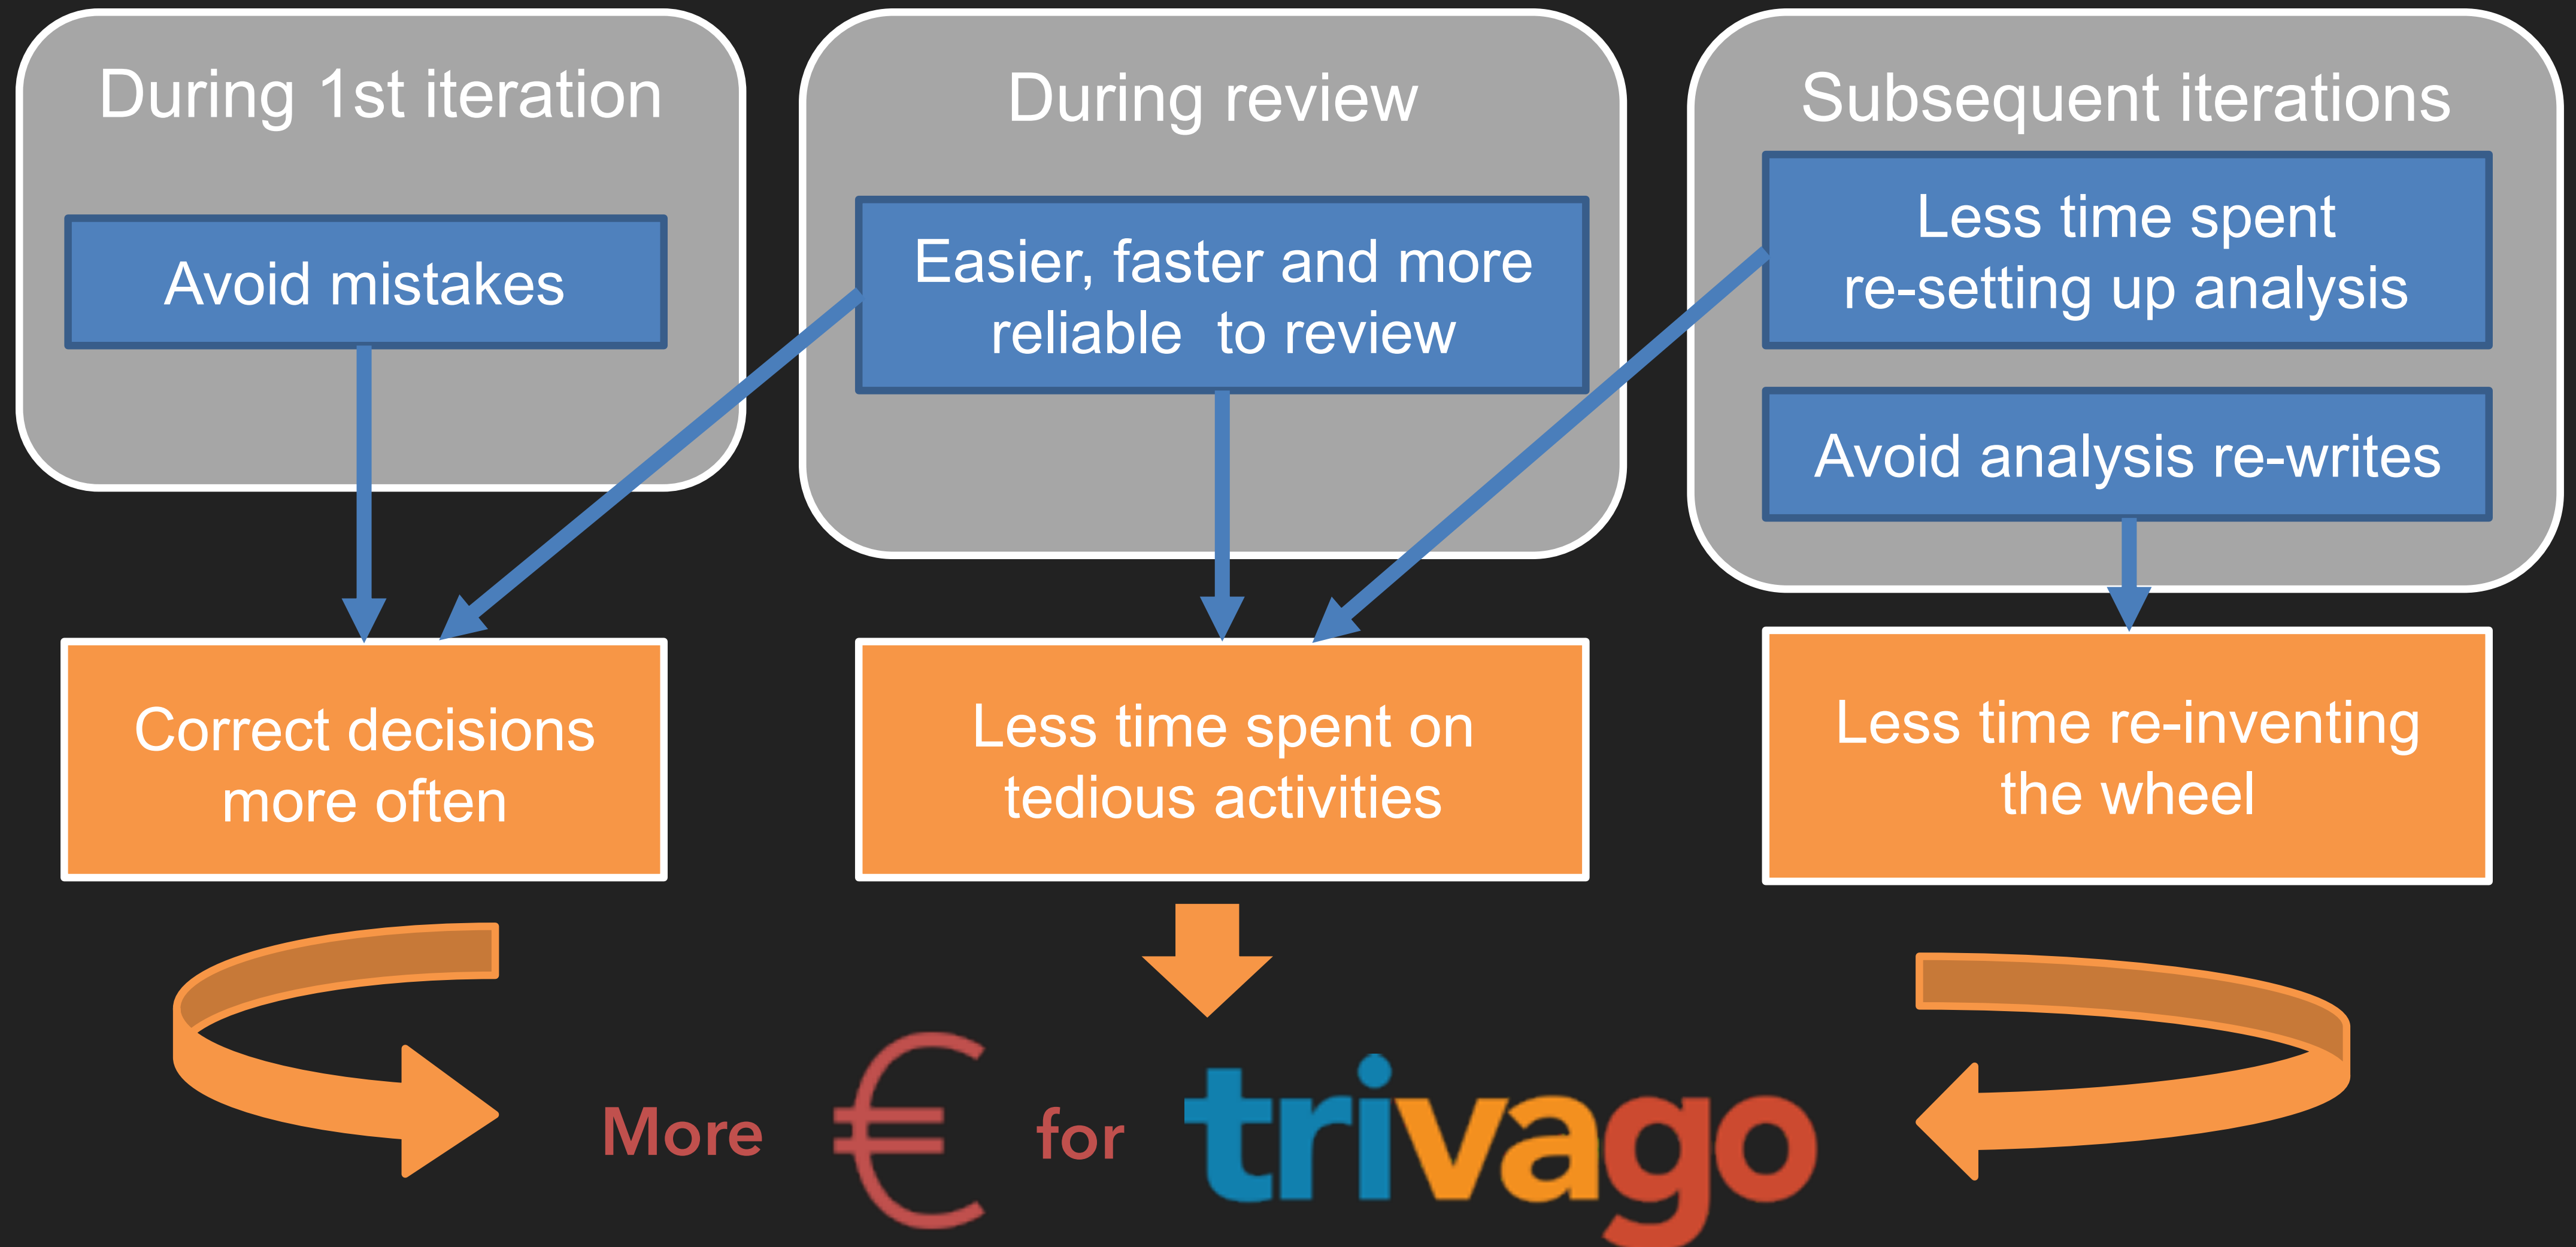 During 1st iteration
Avoid mistakes
During review
Easier, faster and more
reliable to review
Subsequent iterations
Less time spent
re-setting up analysis
Avoid analysis re-writes
Correct decisions
more often
Less time spent on
tedious activities
Less time re-inventing
the wheel
More € for trivago